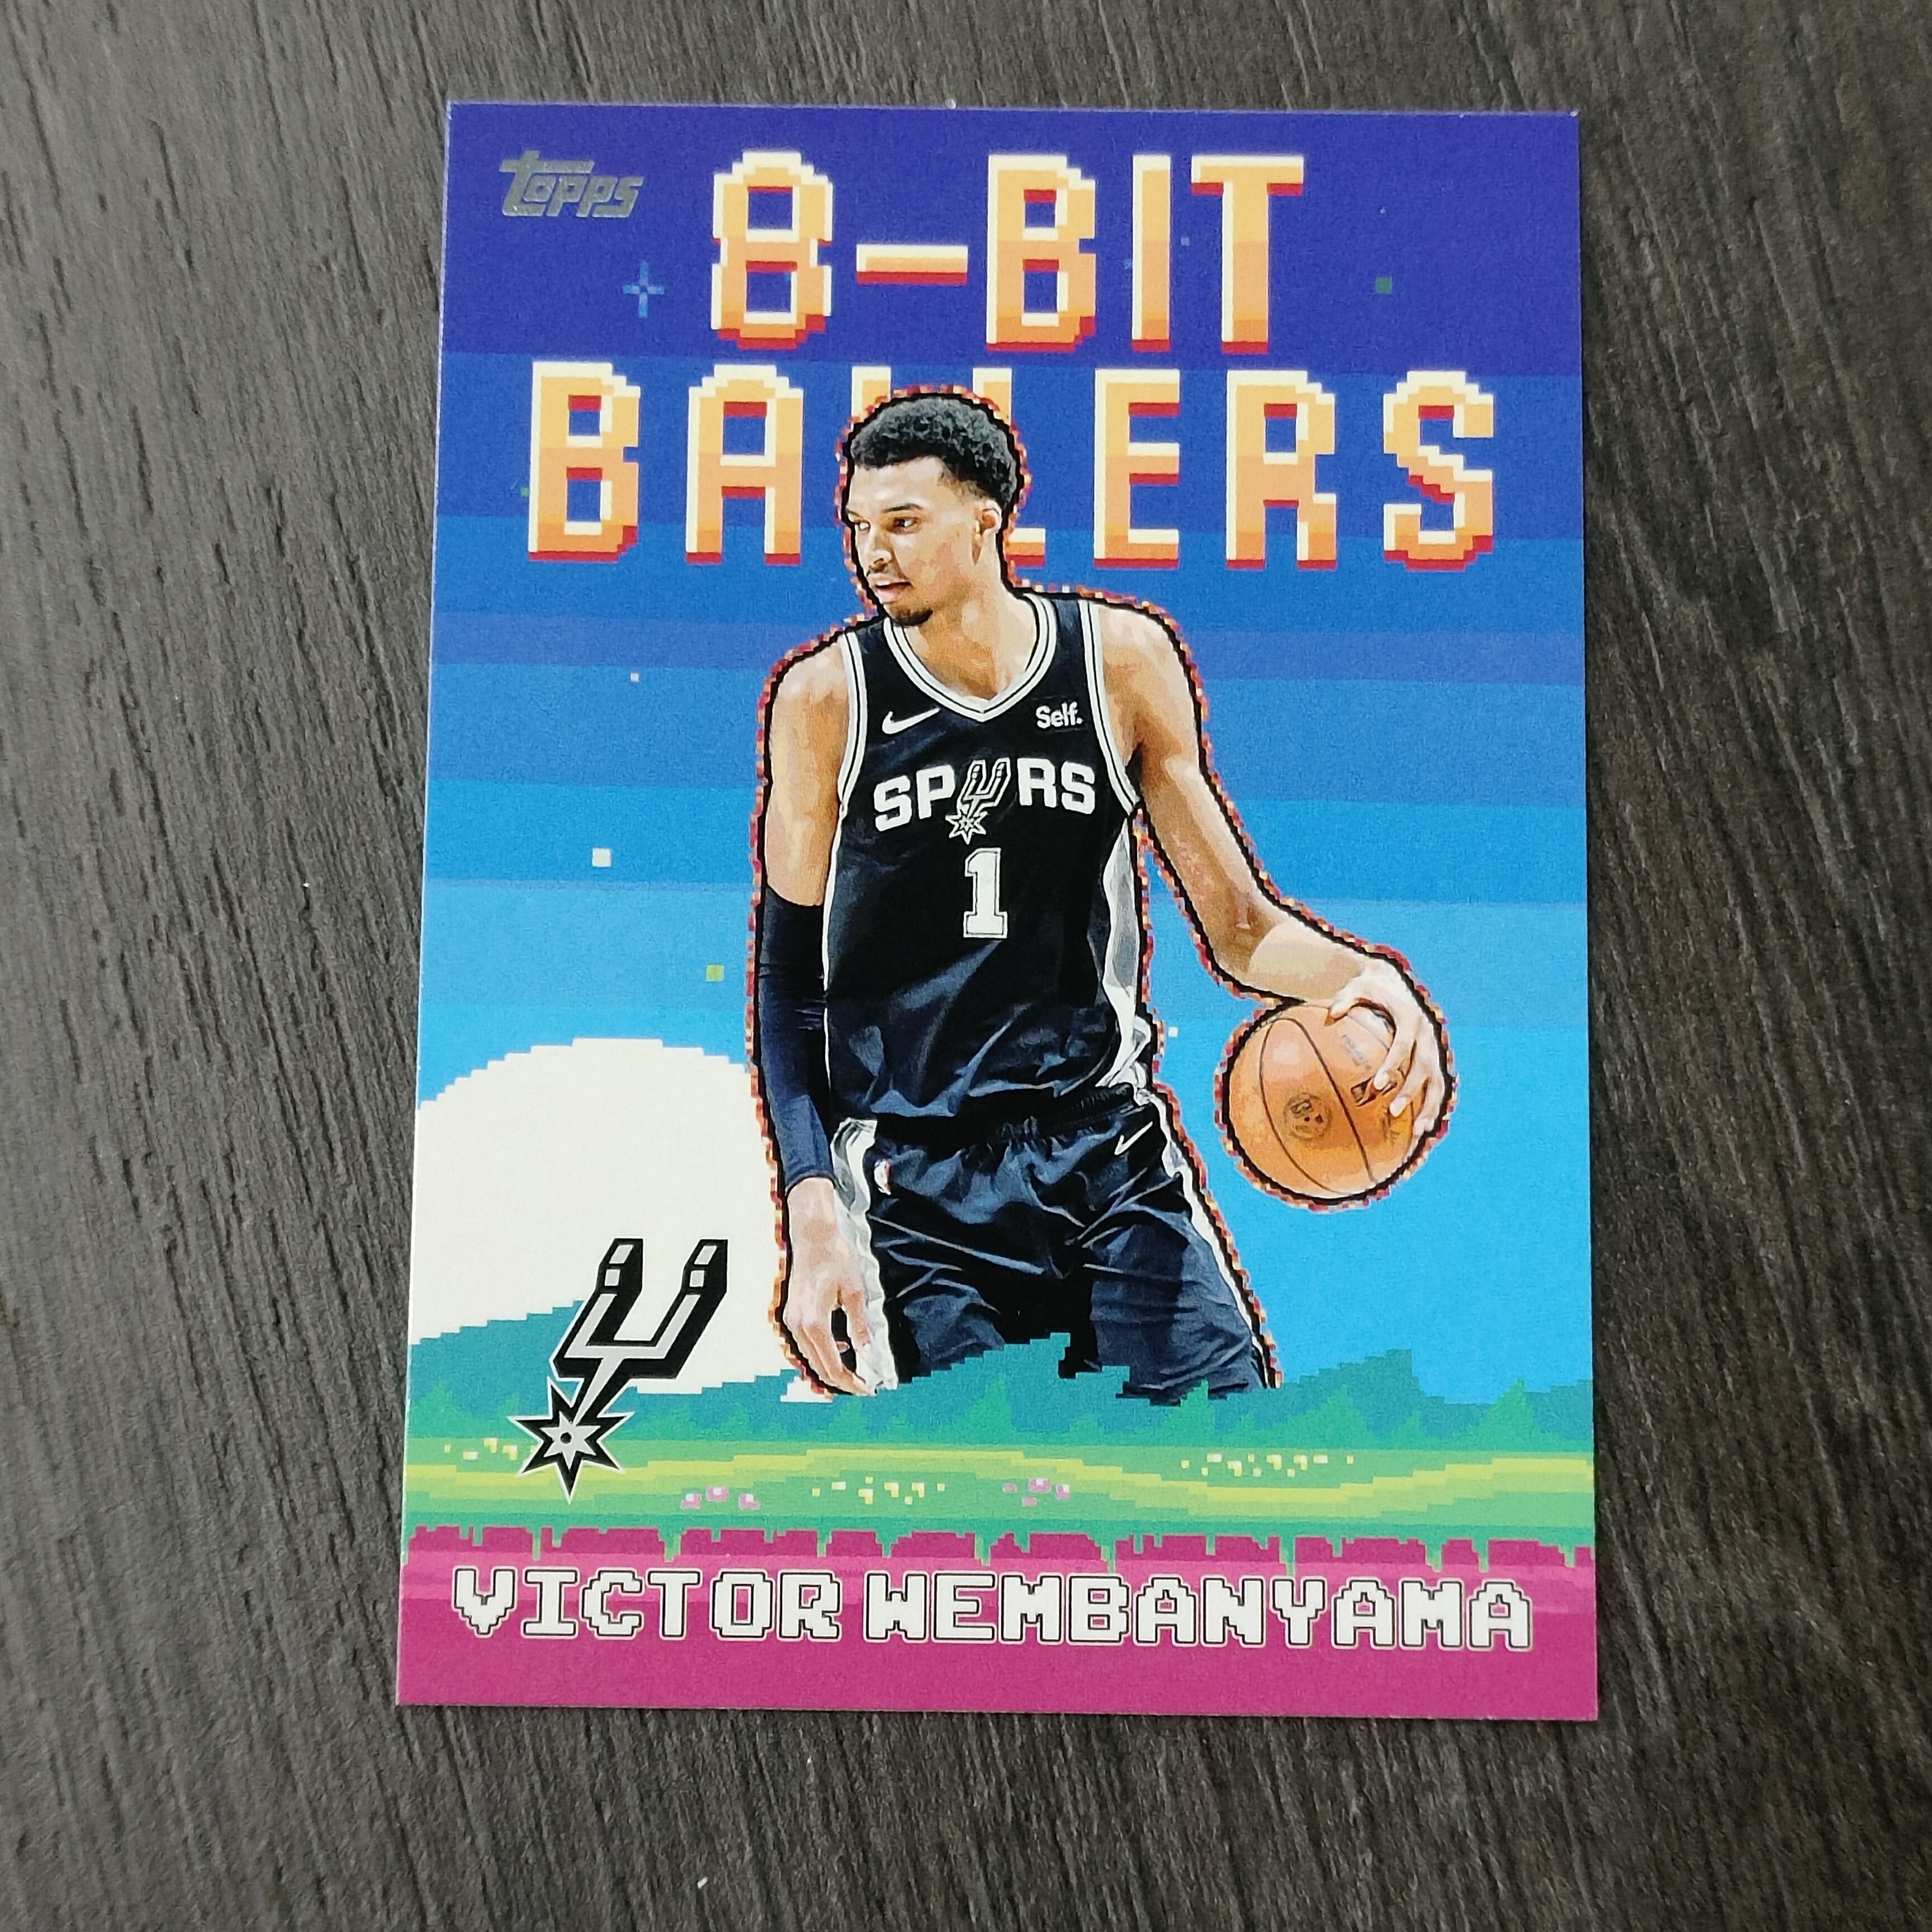 Topps
8-BIT
BALLERS
Self.
SPURS
1
VICTOR WEMBANYAMA